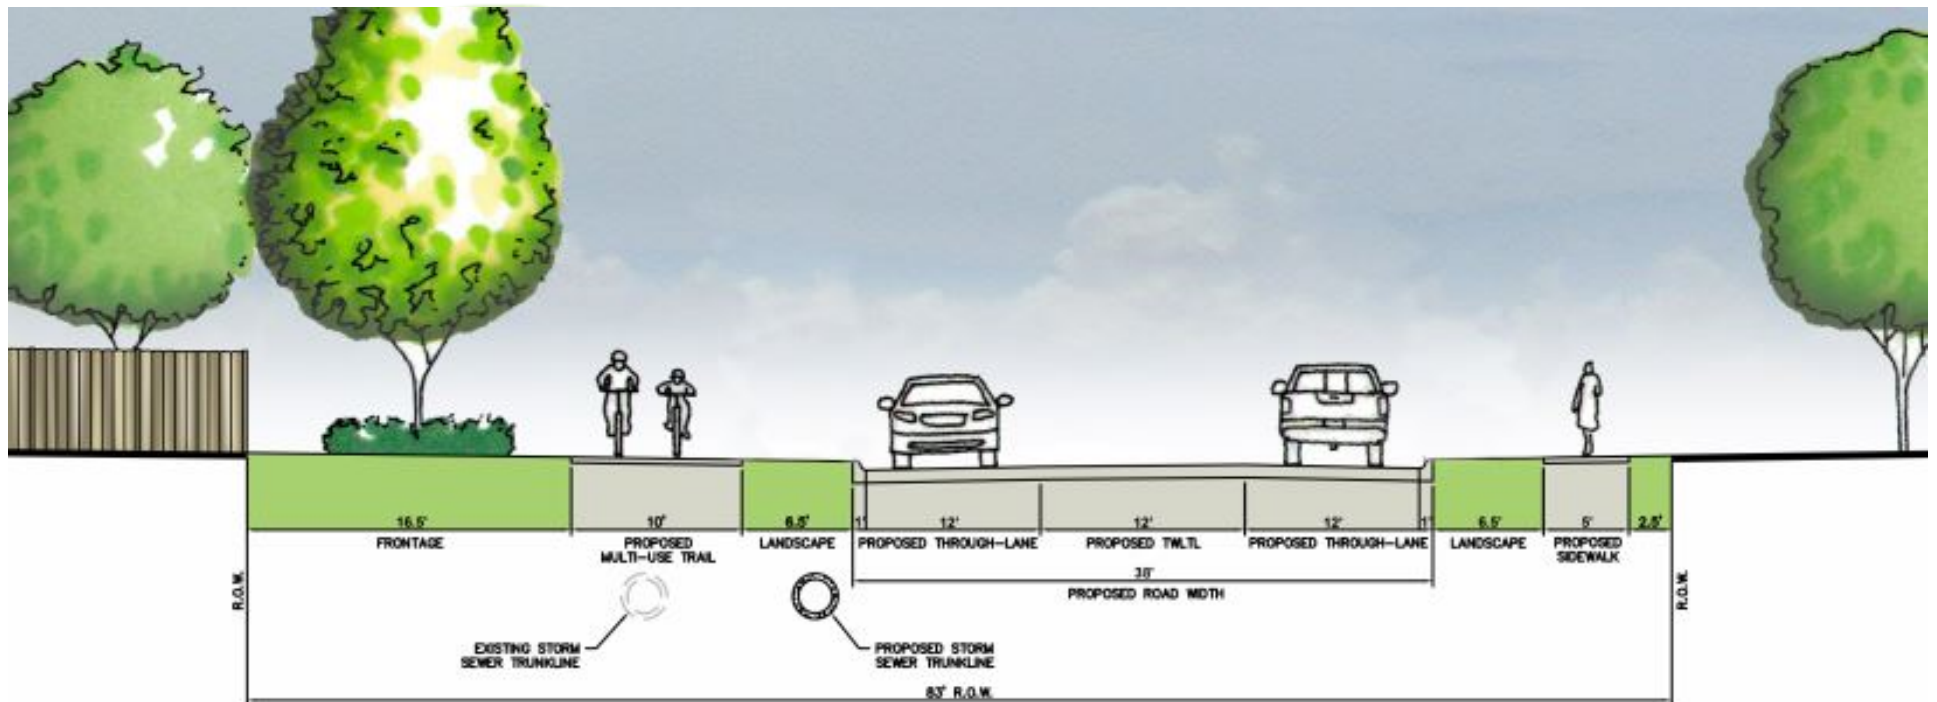 16.5'
10'
6.5'
1'
12'
12'
12'
1'
6.5'
5'
2.5'
FRONTAGE
PROPOSED
MULTI-USE TRAIL
LANDSCAPE
PROPOSED THROUGH-LANE
PROPOSED TWLTL
PROPOSED THROUGH-LANE
LANDSCAPE
PROPOSED
SIDEWALK
38'
PROPOSED ROAD WIDTH
R.O.W.
R.O.W.
EXISTING STORM
SEWER TRUNKLINE
PROPOSED STORM
SEWER TRUNKLINE
83' R.O.W.